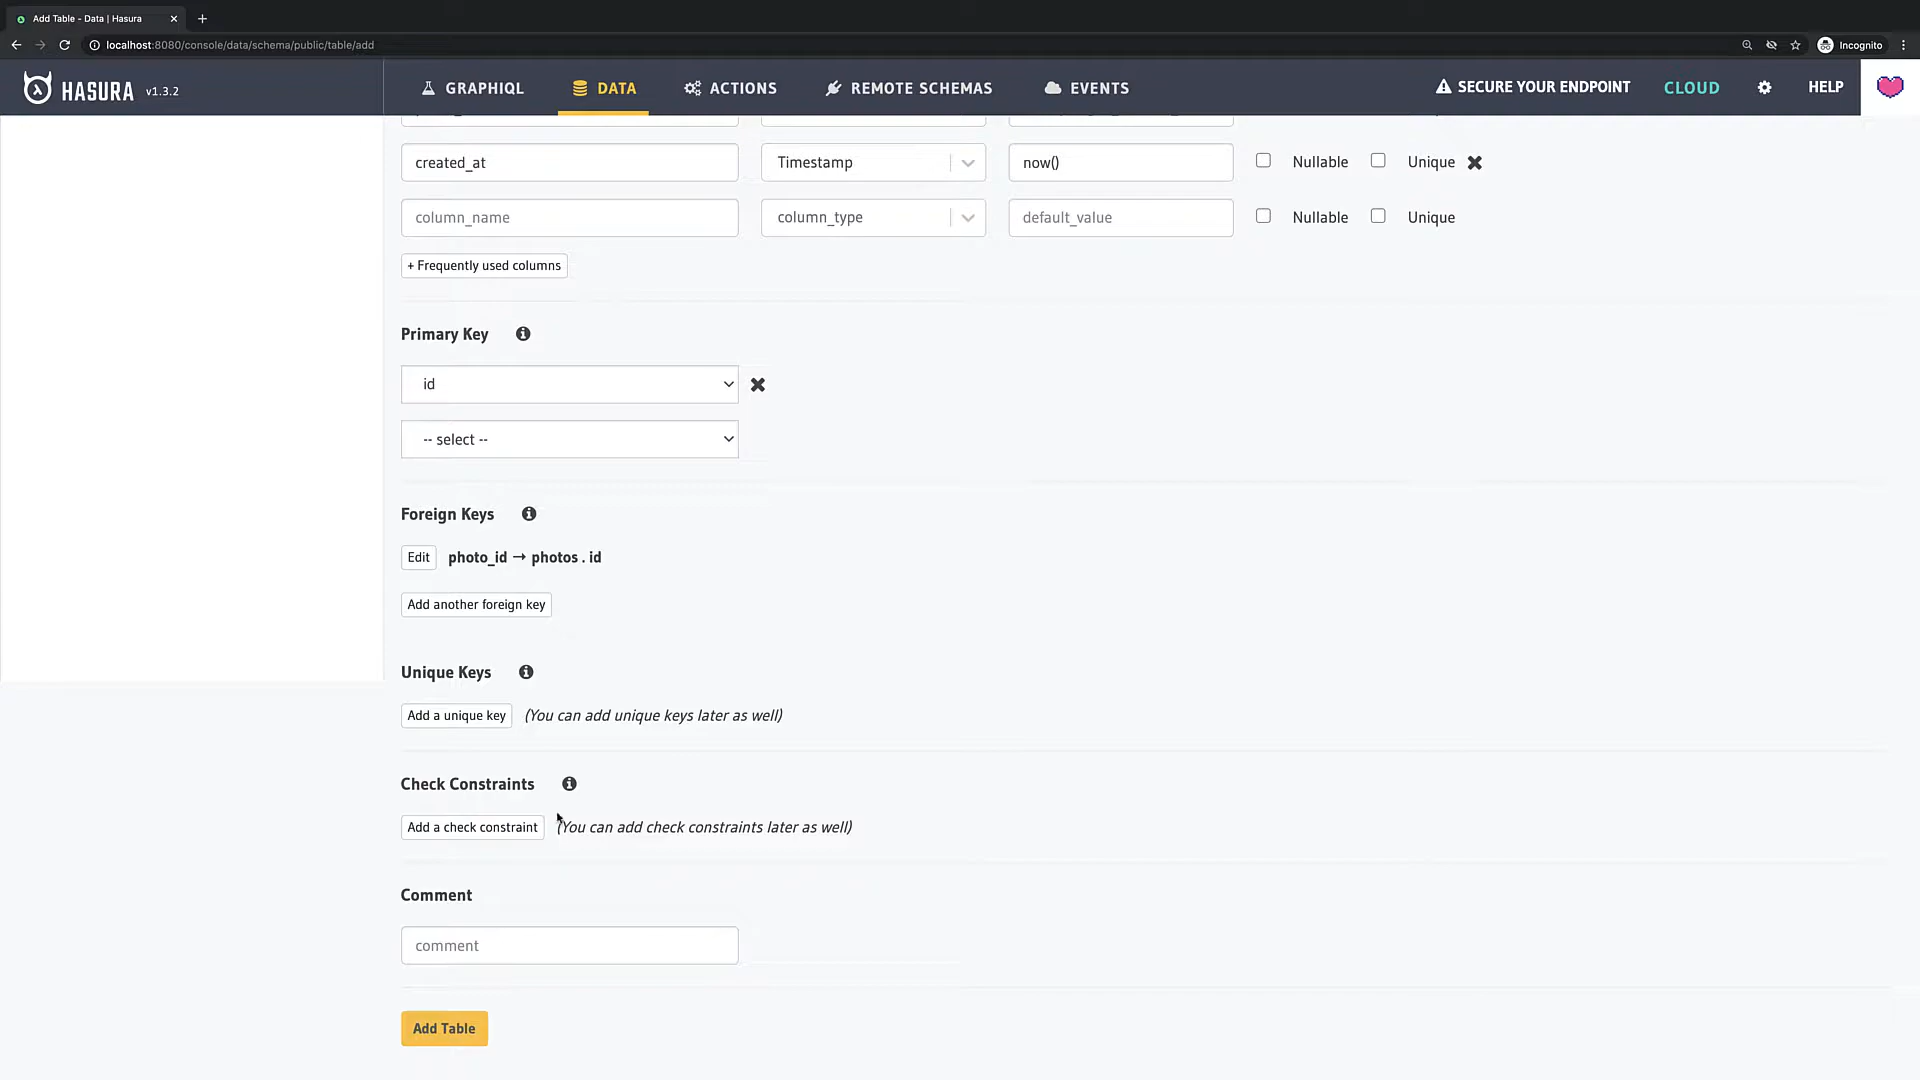 Add Table - Data | Hasura
localhost:8080/console/data/schema/public/table/add
Incognito
HASURA v1.3.2
GRAPHIQL DATA ACTIONS REMOTE SCHEMAS EVENTS
SECURE YOUR ENDPOINT CLOUD HELP
created_at Timestamp now() Nullable Unique
column_name column_type default_value Nullable Unique
+ Frequently used columns
Primary Key
id
-- select --
Foreign Keys
Edit photo_id → photos . id
Add another foreign key
Unique Keys
Add a unique key (You can add unique keys later as well)
Check Constraints
Add a check constraint (You can add check constraints later as well)
Comment
comment
Add Table